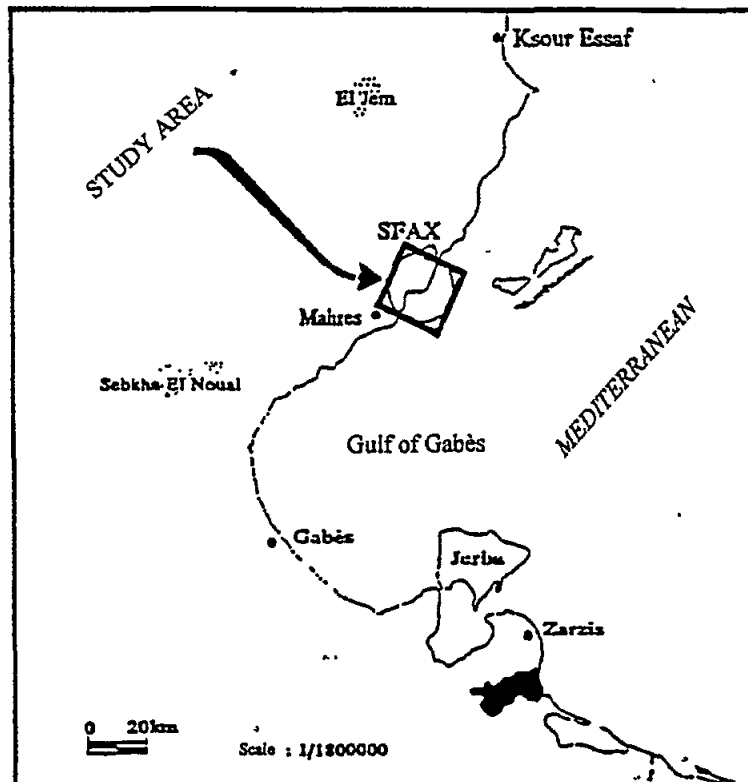 Ksour Essaf
El Jem
STUDY AREA
SFAX
Mahres
Sebkha El Noual
MEDITERRANEAN
Gulf of Gabès
Gabès
Zarzis
0 20km
Scale : 1/1800000